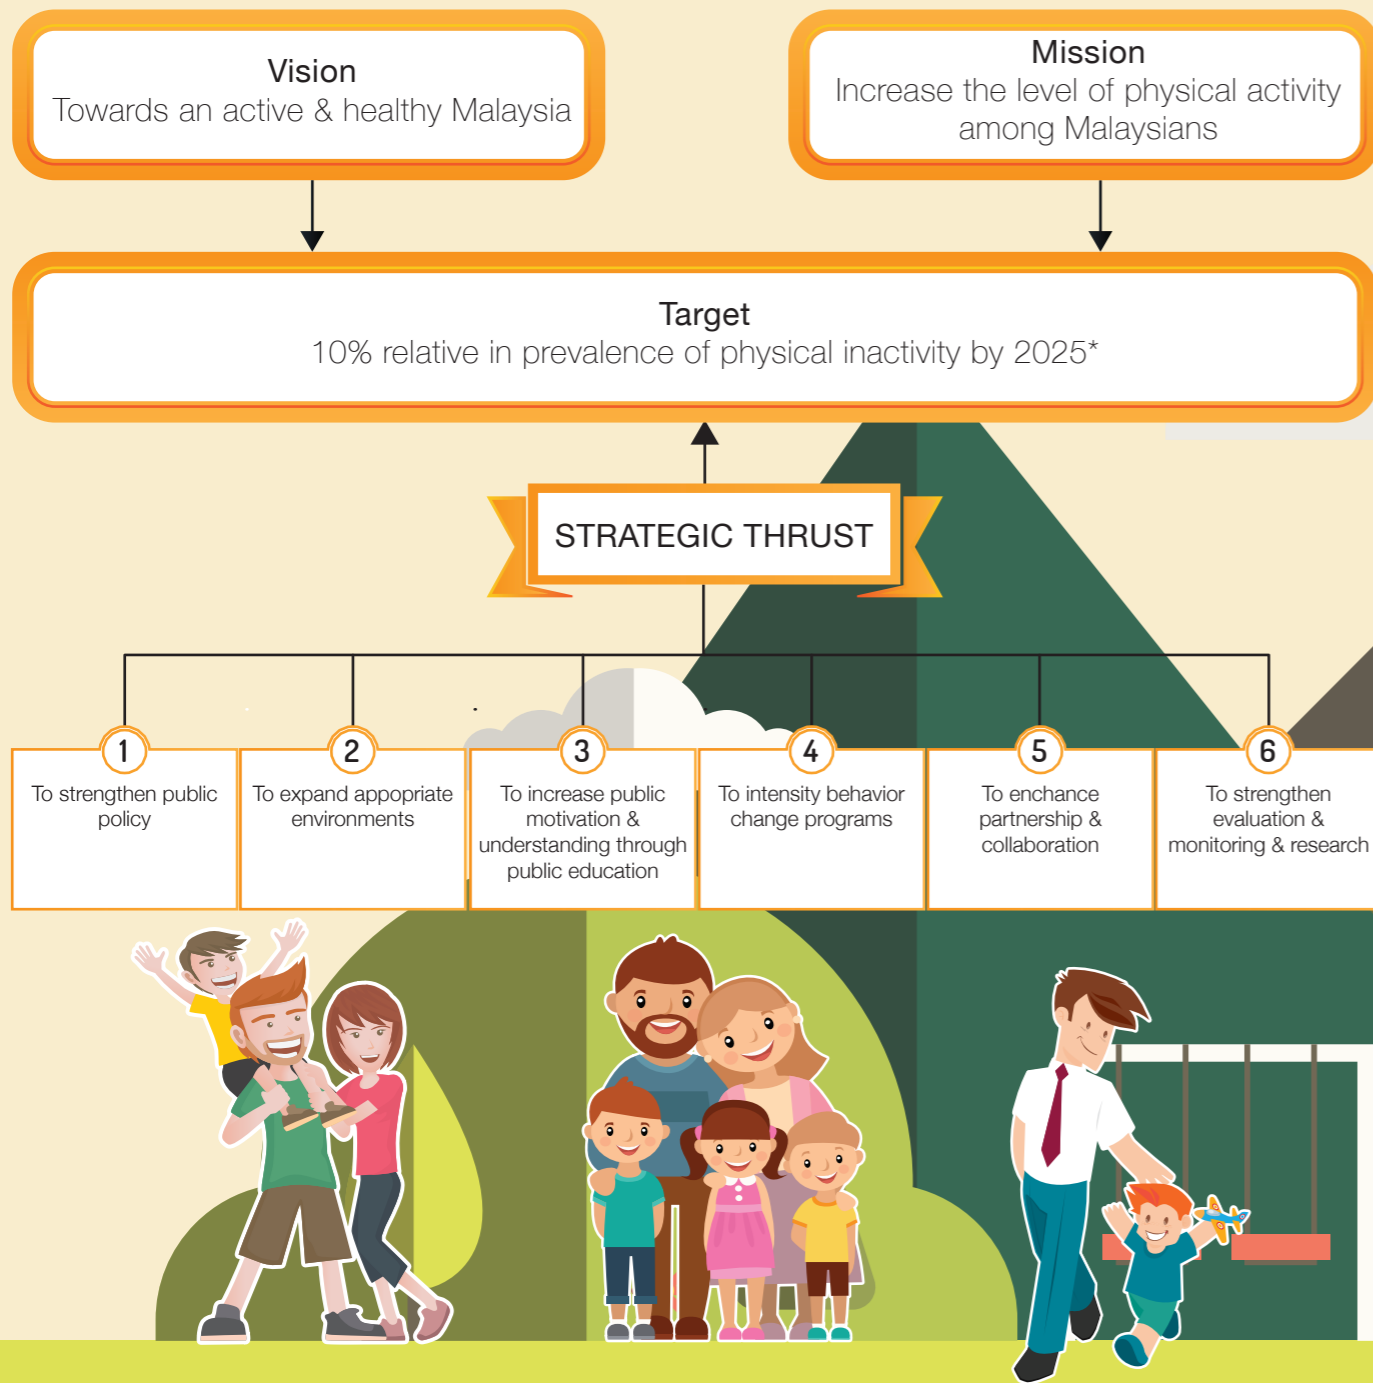 Vision
Towards an active & healthy Malaysia
Mission
Increase the level of physical activity
among Malaysians
Target
10% relative in prevalence of physical inactivity by 2025*
STRATEGIC THRUST
1
To strengthen public
policy
2
To expand appopriate
environments
3
To increase public
motivation &
understanding through
public education
4
To intensity behavior
change programs
5
To enchance
partnership &
collaboration
6
To strengthen
evaluation &
monitoring & research